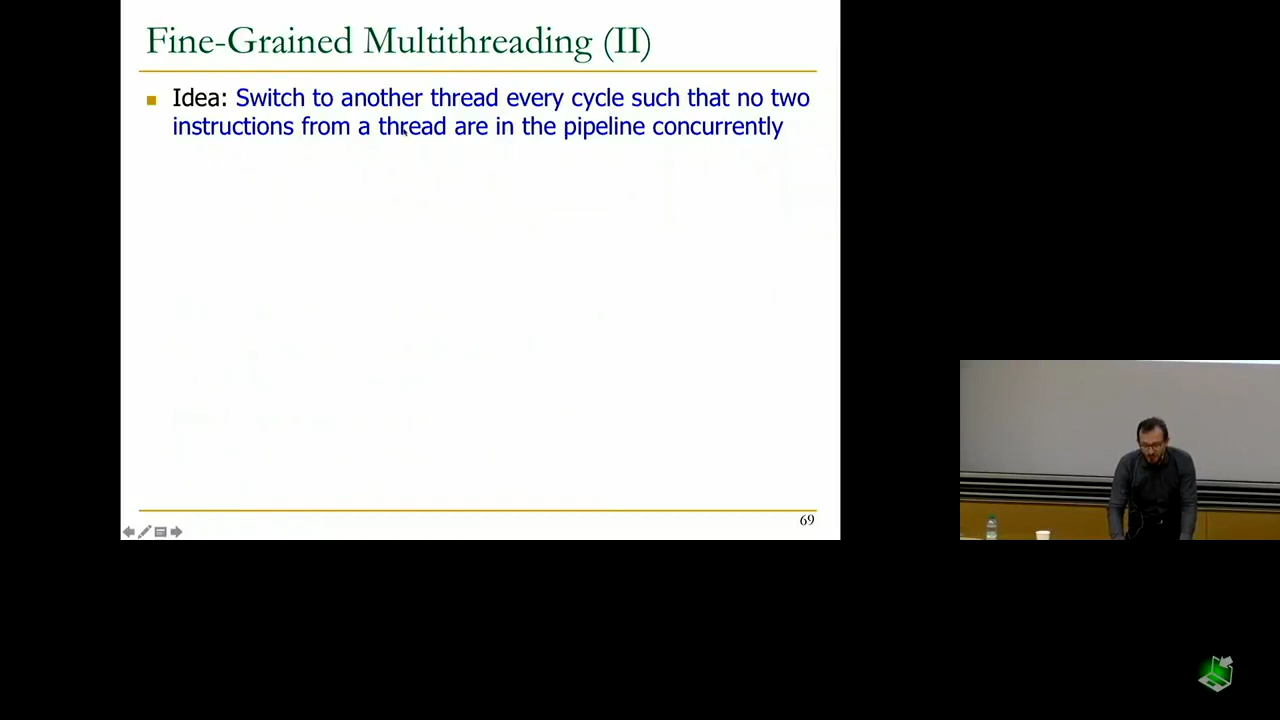 Fine-Grained Multithreading (II)
Idea: Switch to another thread every cycle such that no two
instructions from a thread are in the pipeline concurrently
69